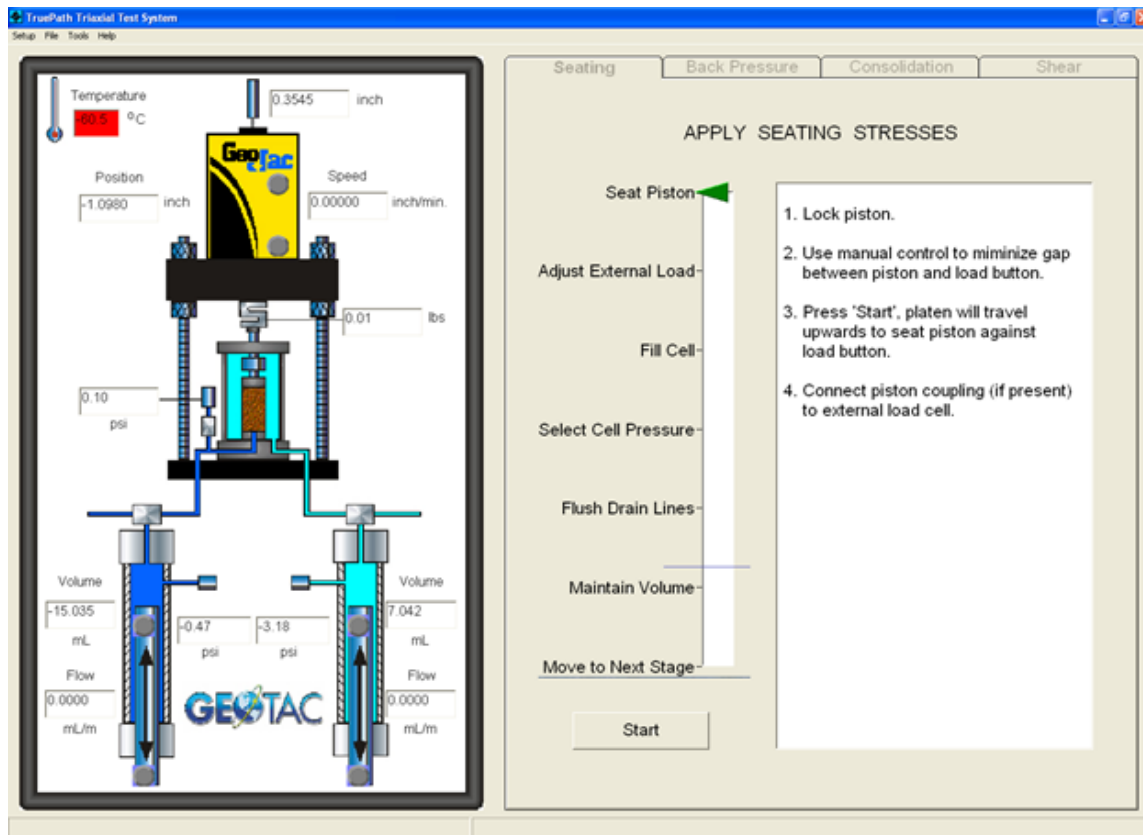 TruePath Triaxial Test System
Setup File Tools Help
Temperature
-60.5 °C
0.3545 inch
GeoTac
Position
-1.0980 inch
Speed
0.00000 inch/min.
0.01 lbs
0.10
psi
Volume
-15.035
mL
Flow
0.0000
mL/m
-0.47
psi
-3.18
psi
Volume
7.042
mL
Flow
0.0000
mL/m
GEOTAC
Seating
Back Pressure
Consolidation
Shear
APPLY SEATING STRESSES
Seat Piston
Adjust External Load
Fill Cell
Select Cell Pressure
Flush Drain Lines
Maintain Volume
Move to Next Stage
Start
1. Lock piston.
2. Use manual control to miminize gap
between piston and load button.
3. Press 'Start', platen will travel
upwards to seat piston against
load button.
4. Connect piston coupling (if present)
to external load cell.